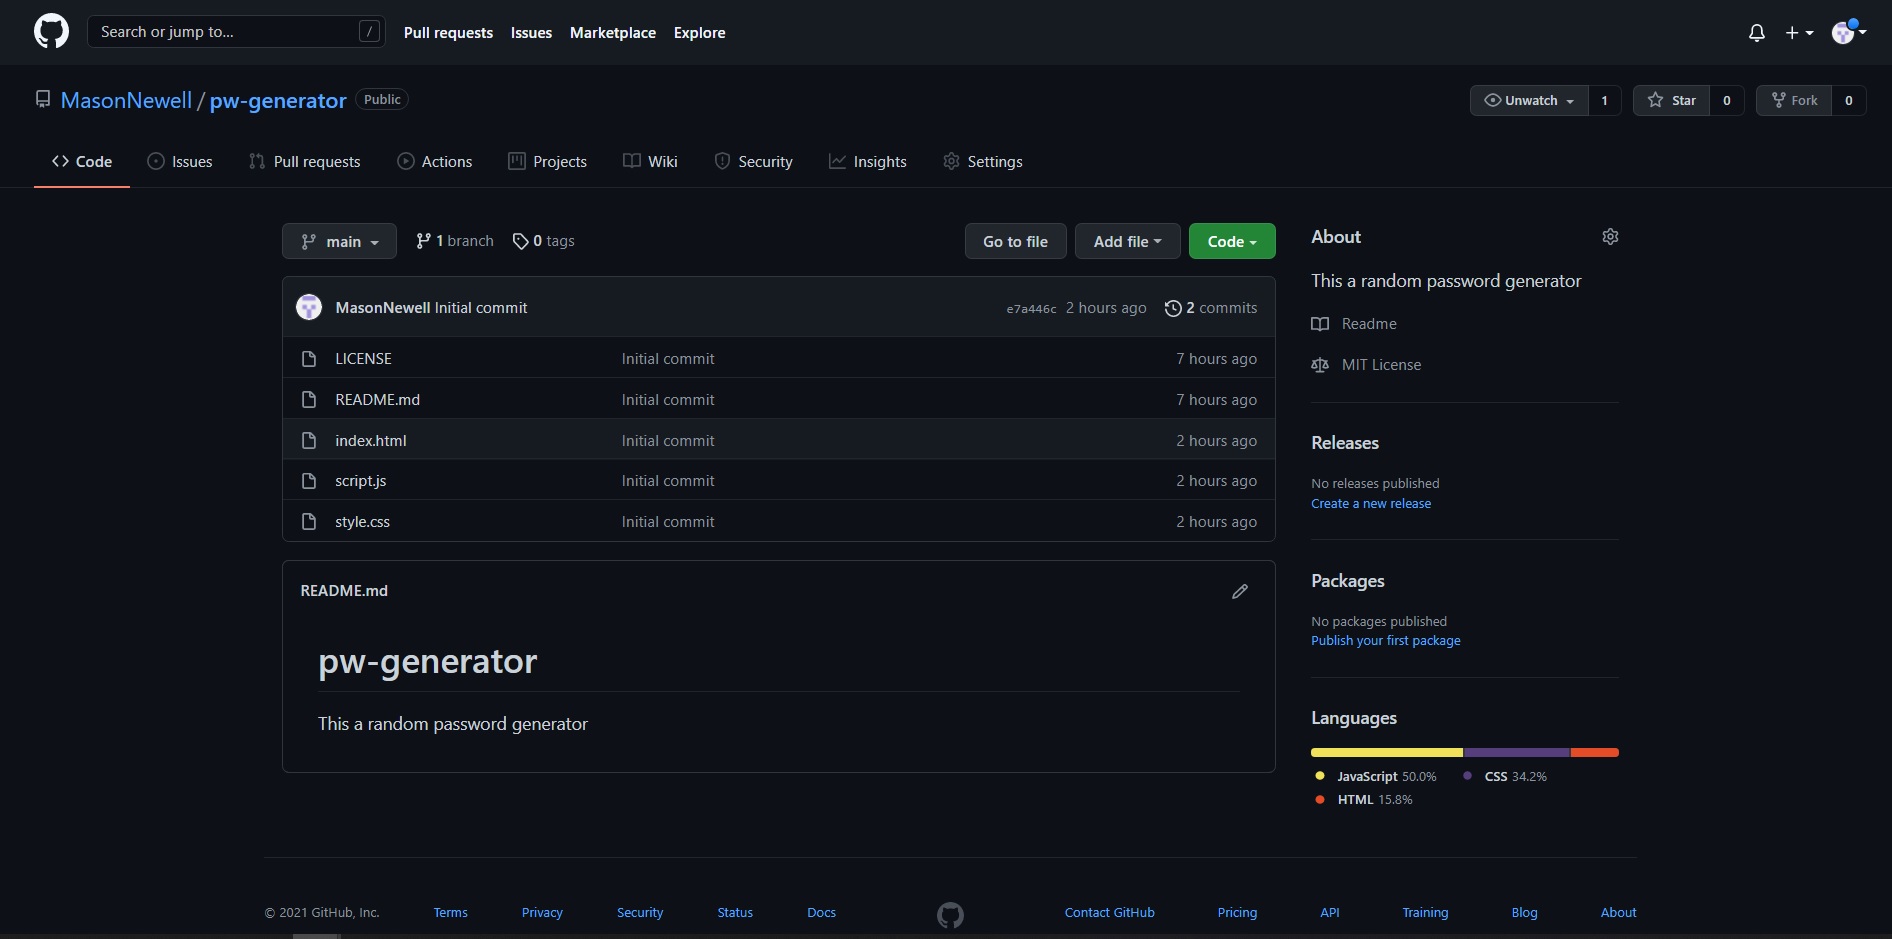 Search or jump to... /
Pull requests Issues Marketplace Explore
MasonNewell / pw-generator Public
Unwatch 1 Star 0 Fork 0
Code Issues Pull requests Actions Projects Wiki Security Insights Settings
main 1 branch 0 tags
Go to file Add file Code
MasonNewell Initial commit e7a446c 2 hours ago 2 commits
LICENSE Initial commit 7 hours ago
README.md Initial commit 7 hours ago
index.html Initial commit 2 hours ago
script.js Initial commit 2 hours ago
style.css Initial commit 2 hours ago
README.md
pw-generator
This a random password generator
About
This a random password generator
Readme
MIT License
Releases
No releases published
Create a new release
Packages
No packages published
Publish your first package
Languages
JavaScript 50.0% CSS 34.2%
HTML 15.8%
© 2021 GitHub, Inc. Terms Privacy Security Status Docs Contact GitHub Pricing API Training Blog About